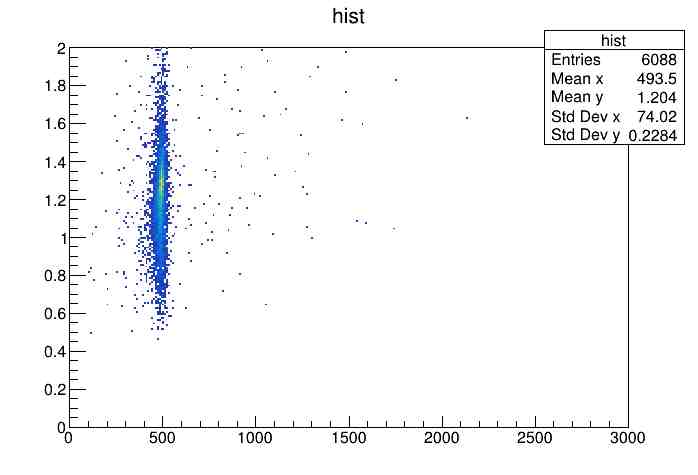 hist
hist
Entries 6088
Mean x 493.5
Mean y 1.204
Std Dev x 74.02
Std Dev y 0.2284
2
1.8
1.6
1.4
1.2
1
0.8
0.6
0.4
0.2
0
0 500 1000 1500 2000 2500 3000